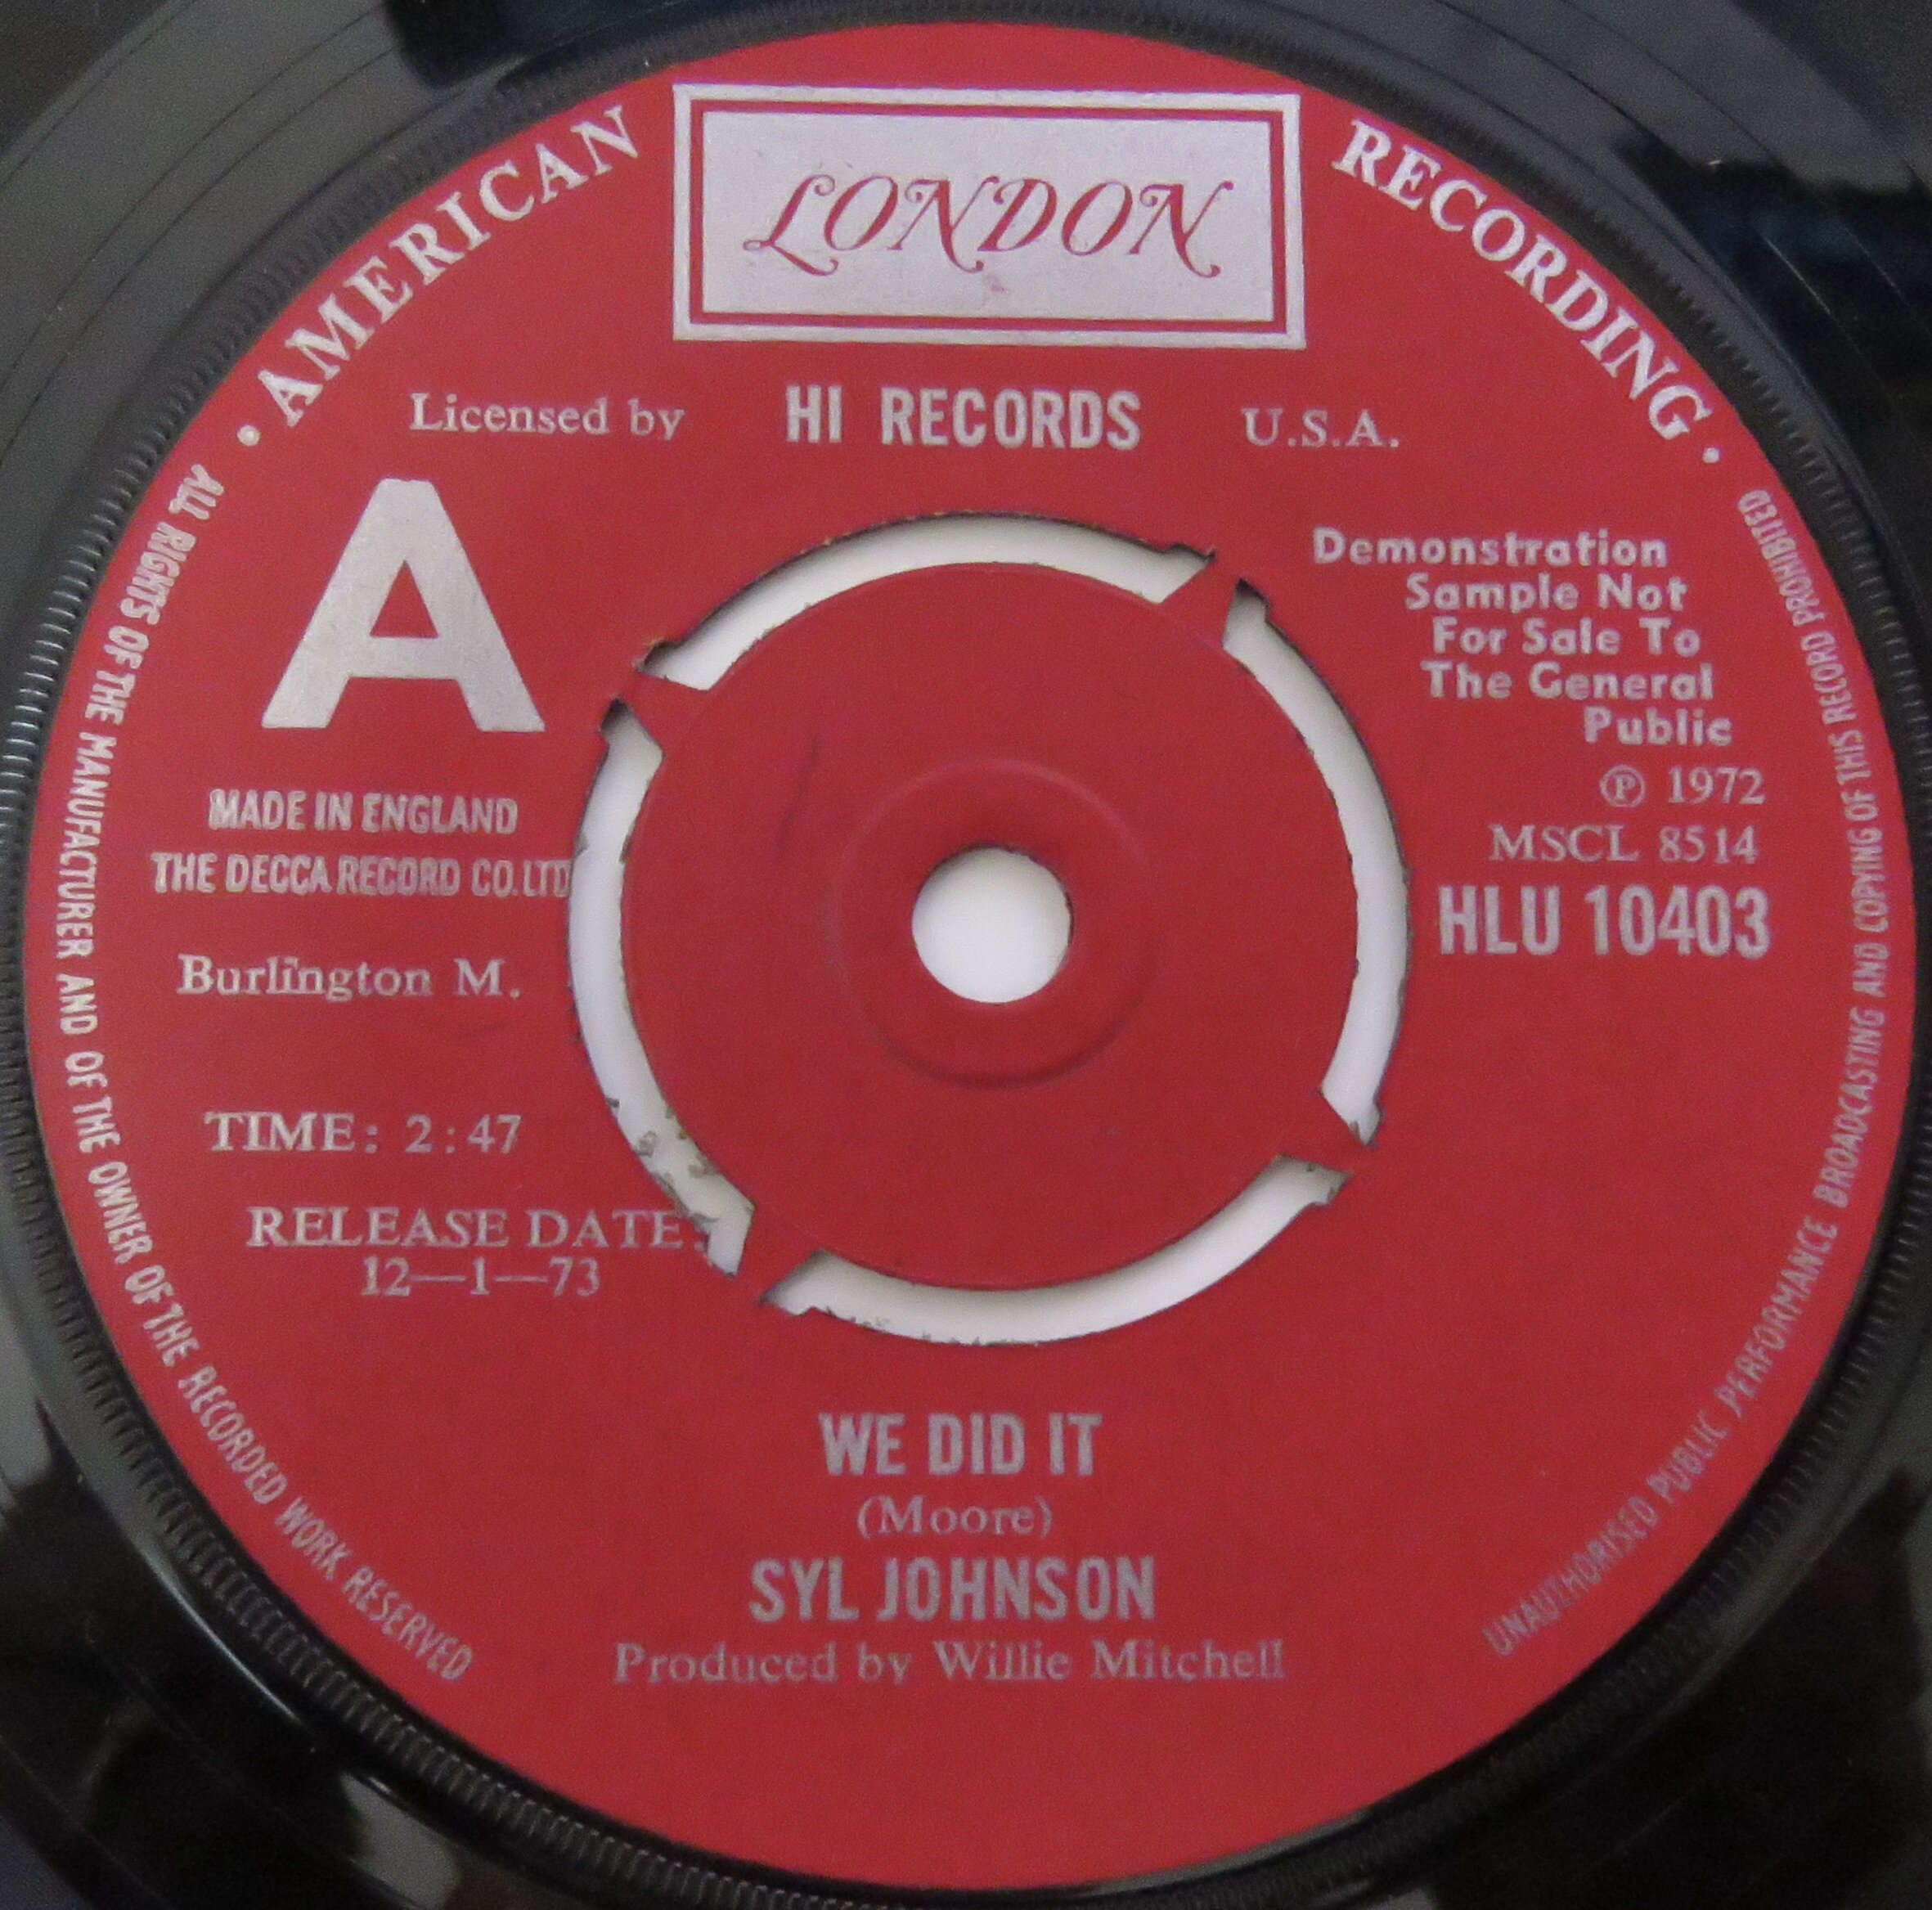 AMERICAN LONDON RECORDING
Licensed by HI RECORDS U.S.A.
A
Demonstration
Sample Not
For Sale To
The General
Public
℗ 1972
MSCL 8514
HLU 10403
MADE IN ENGLAND
THE DECCA RECORD CO. LTD
Burlington M.
TIME: 2:47
RELEASE DATE:
12—1—73
WE DID IT
(Moore)
SYL JOHNSON
Produced by Willie Mitchell
ALL RIGHTS OF THE MANUFACTURER AND OF THE OWNER OF THE RECORDED WORK RESERVED
UNAUTHORISED PUBLIC PERFORMANCE BROADCASTING AND COPYING OF THIS RECORD PROHIBITED